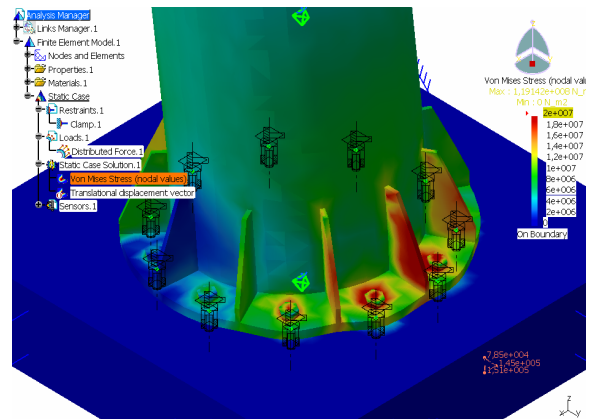 Analysis Manager
Links Manager.1
Finite Element Model.1
Nodes and Elements
Properties.1
Materials.1
Static Case
Restraints.1
Clamp.1
Loads.1
Distributed Force.1
Static Case Solution.1
Von Mises Stress (nodal values)
Translational displacement vector
Sensors.1
Von Mises Stress (nodal valu
Max : 1,19142e+008 N_r
Min : 0 N_m2
2e+007
1,8e+007
1,6e+007
1,4e+007
1,2e+007
1e+007
8e+006
6e+006
4e+006
2e+006
0
On Boundary
7,85e+004
1,45e+005
1,51e+005
z
x
y